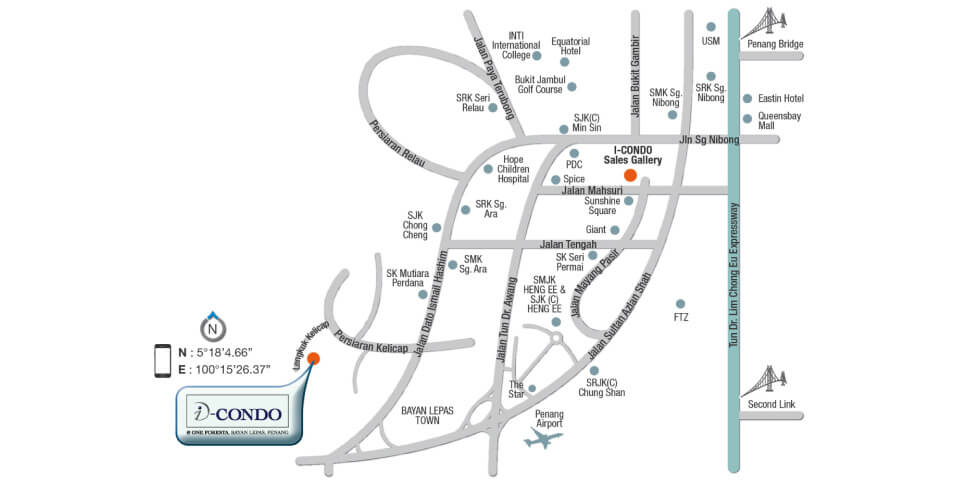 INTI
International
College
Equatorial
Hotel
Bukit Jambul
Golf Course
SRK Seri
Relau
SJK(C)
Min Sin
Jalan Paya Terubong
Jalan Bukit Gambir
SMK Sg.
Nibong
USM
SRK Sg.
Nibong
Penang Bridge
Eastin Hotel
Queensbay
Mall
Jln Sg Nibong
Persiaran Relau
Hope
Children
Hospital
PDC
Spice
I-CONDO
Sales Gallery
Jalan Mahsuri
Sunshine
Square
SRK Sg.
Ara
SJK
Chong
Cheng
Giant
Jalan Tengah
SK Seri
Permai
SMK
Sg. Ara
SK Mutiara
Perdana
SMJK
HENG EE &
SJK (C)
HENG EE
Jalan Dato Ismail Hashim
Jalan Tun Dr. Awang
Jalan Mayang Pasir
Jalan Sultan Azlan Shah
Tun Dr. Lim Chong Eu Expressway
FTZ
Lengkuk Kelicap
Persiaran Kelicap
N
N : 5°18'4.66"
E : 100°15'26.37"
i-CONDO
@ ONE FORESTA, BAYAN LEPAS, PENANG
The
Star
SRJK(C)
Chung Shan
BAYAN LEPAS
TOWN
Penang
Airport
Second Link